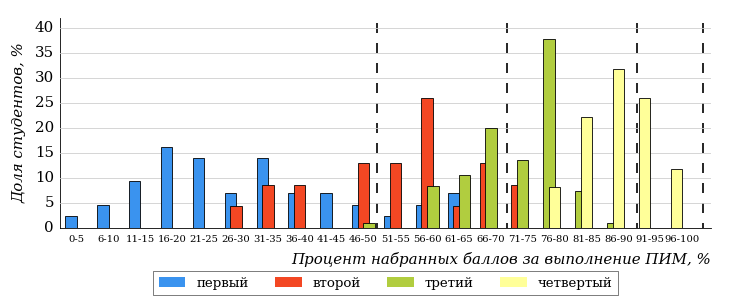 Доля студентов, %
40
35
30
25
20
15
10
5
0
0-5 6-10 11-15 16-20 21-25 26-30 31-35 36-40 41-45 46-50 51-55 56-60 61-65 66-70 71-75 76-80 81-85 86-90 91-95 96-100
Процент набранных баллов за выполнение ПИМ, %
первый второй третий четвертый